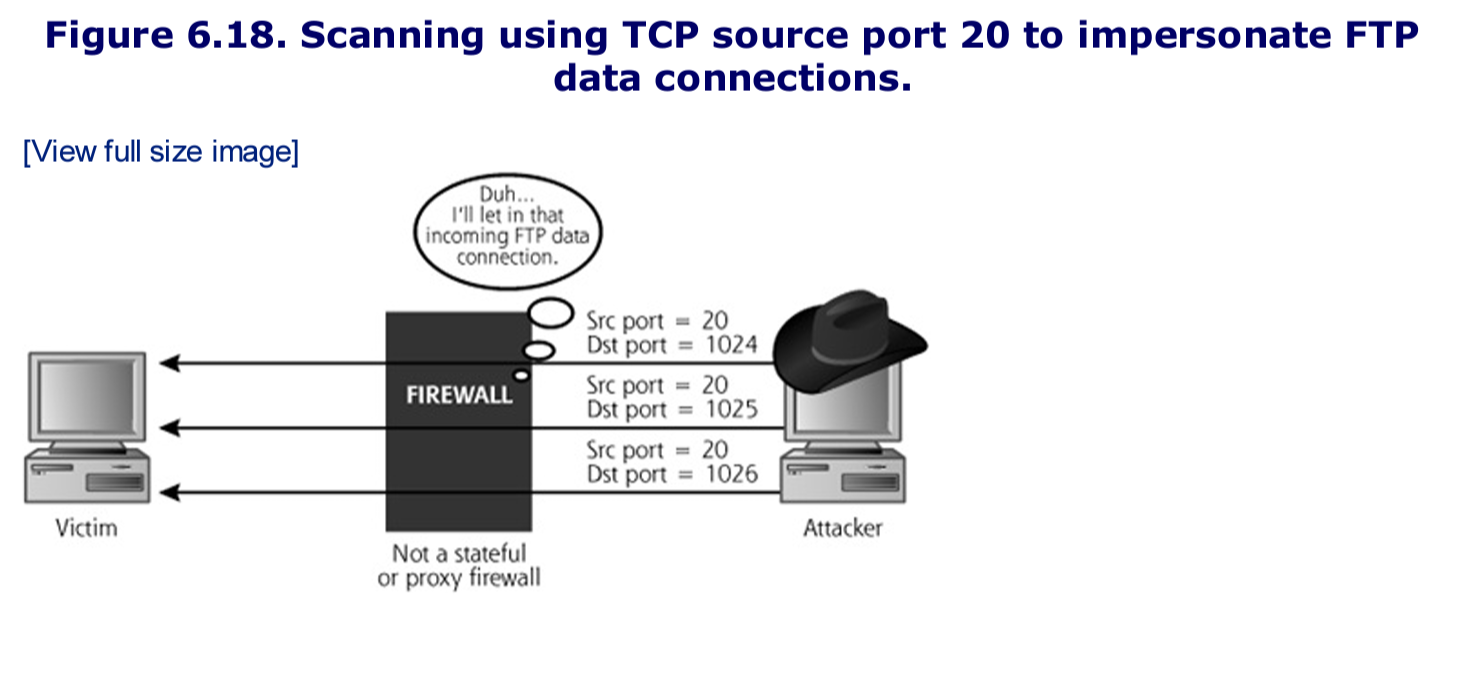 Figure 6.18. Scanning using TCP source port 20 to impersonate FTP
data connections.
[View full size image]
Duh...
I'll let in that
incoming FTP data
connection.
Src port = 20
Dst port = 1024
FIREWALL
Src port = 20
Dst port = 1025
Src port = 20
Dst port = 1026
Victim
Attacker
Not a stateful
or proxy firewall